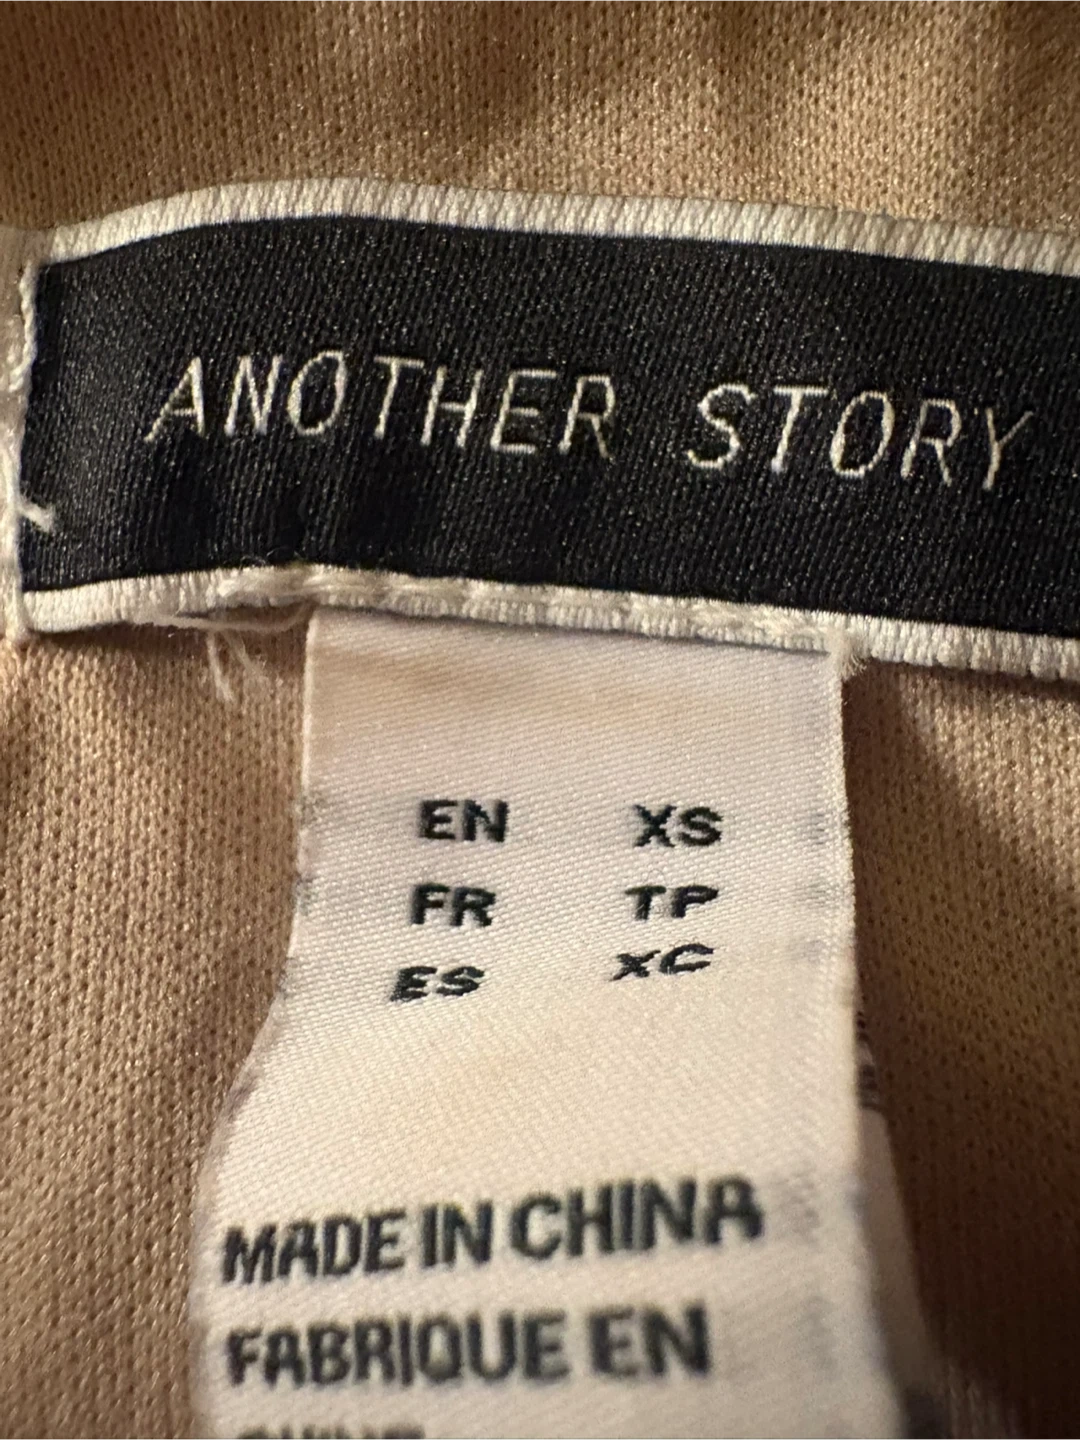 ANOTHER STORY
EN XS
FR TP
ES XC
MADE IN CHINA
FABRIQUE EN